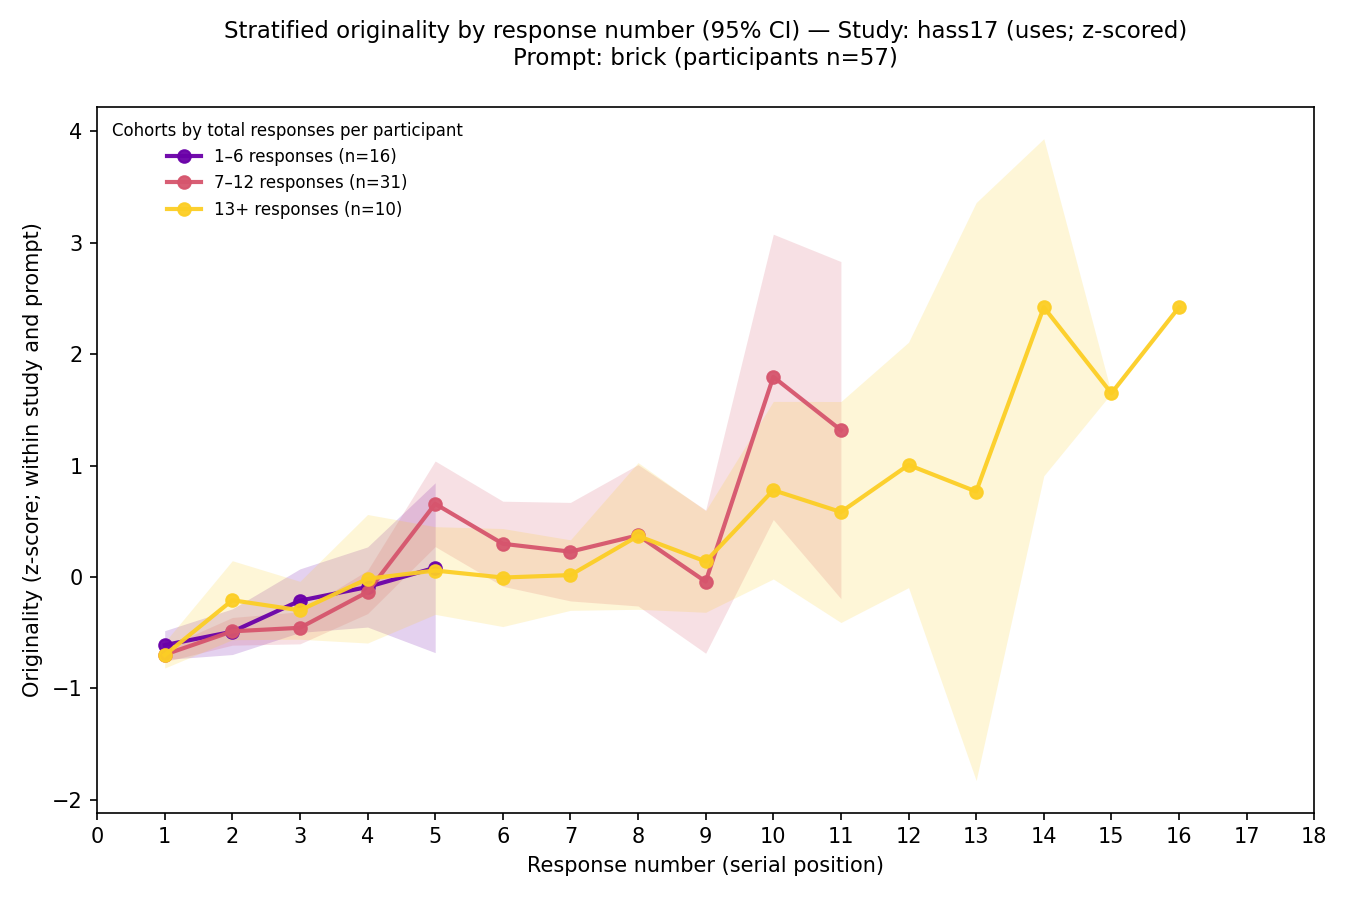 Stratified originality by response number (95% CI) — Study: hass17 (uses; z-scored)
Prompt: brick (participants n=57)
Cohorts by total responses per participant
1–6 responses (n=16)
7–12 responses (n=31)
13+ responses (n=10)
Originality (z-score; within study and prompt)
4
3
2
1
0
−1
−2
0 1 2 3 4 5 6 7 8 9 10 11 12 13 14 15 16 17 18
Response number (serial position)